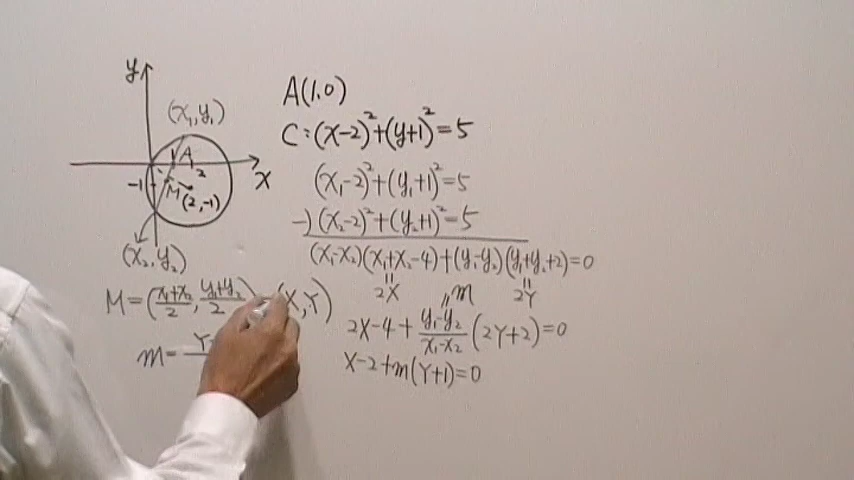 y
(x₁,y₁)
A
1
2
x
-1
M
(2,-1)
(x₂,y₂)
A(1,0)
C:(x-2)²+(y+1)²=5
(x₁-2)²+(y₁+1)²=5
-) (x₂-2)²+(y₂+1)²=5
(x₁-x₂)(x₁+x₂-4)+(y₁-y₂)(y₁+y₂+2)=0
=
2X
= m
=
2Y
M=((x₁+x₂)/2, (y₁+y₂)/2)=(X,Y)
2X-4+(y₁-y₂)/(x₁-x₂)(2Y+2)=0
m=Y
X-2+m(Y+1)=0